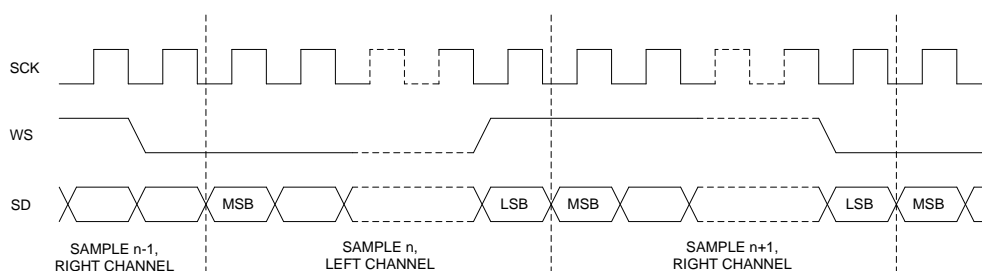 SCK
WS
SD
MSB
LSB
MSB
LSB
MSB
SAMPLE n-1,
RIGHT CHANNEL
SAMPLE n,
LEFT CHANNEL
SAMPLE n+1,
RIGHT CHANNEL